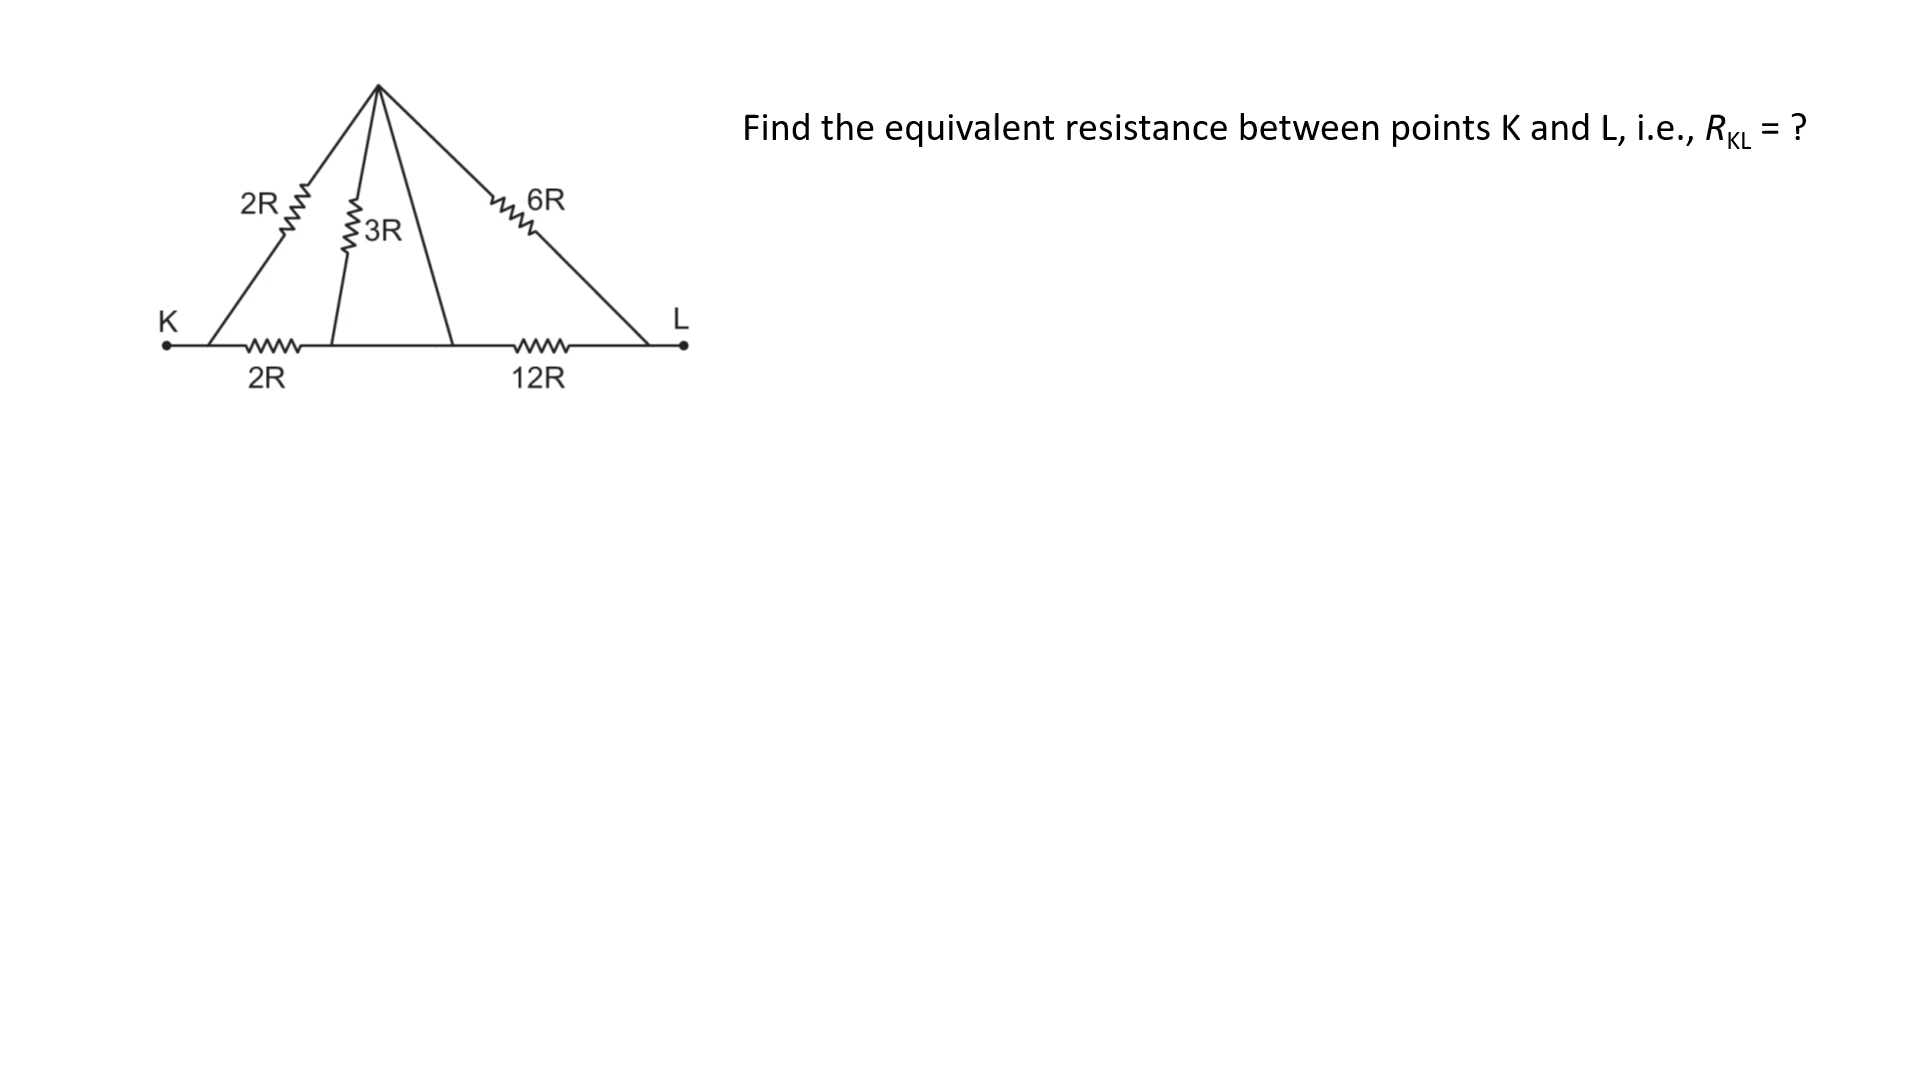 Find the equivalent resistance between points K and L, i.e., R_KL = ?
2R
3R
6R
K
L
2R
12R